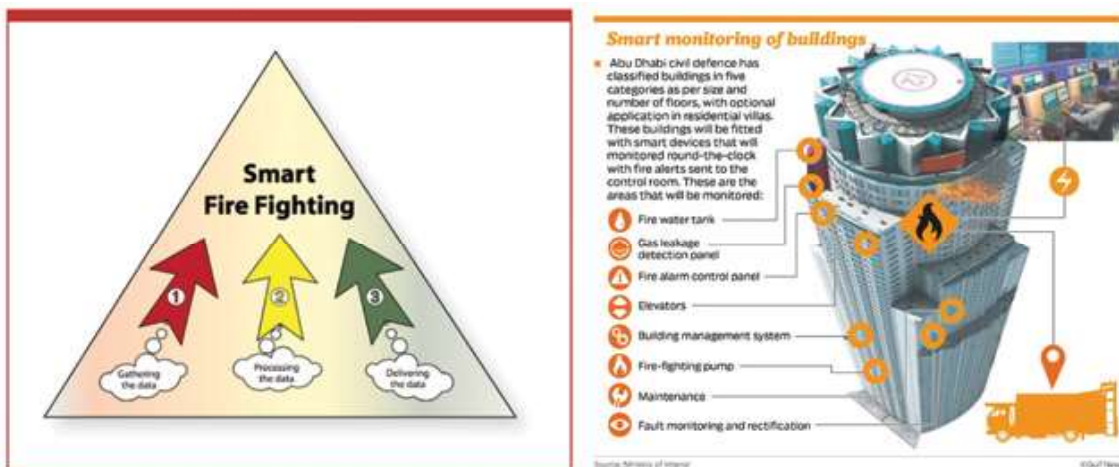 Smart
Fire Fighting
1
2
3
Gathering
the data
Processing
the data
Delivering
the data
Smart monitoring of buildings
Abu Dhabi civil defence has
classified buildings in five
categories as per size and
number of floors, with optional
application in residential villas.
These buildings will be fitted
with smart devices that will
monitored round-the-clock
with fire alerts sent to the
control room. These are the
areas that will be monitored:
Fire water tank
Gas leakage
detection panel
Fire alarm control panel
Elevators
Building management system
Fire-fighting pump
Maintenance
Fault monitoring and rectification
Source: Ministry of Interior
©Gulf News